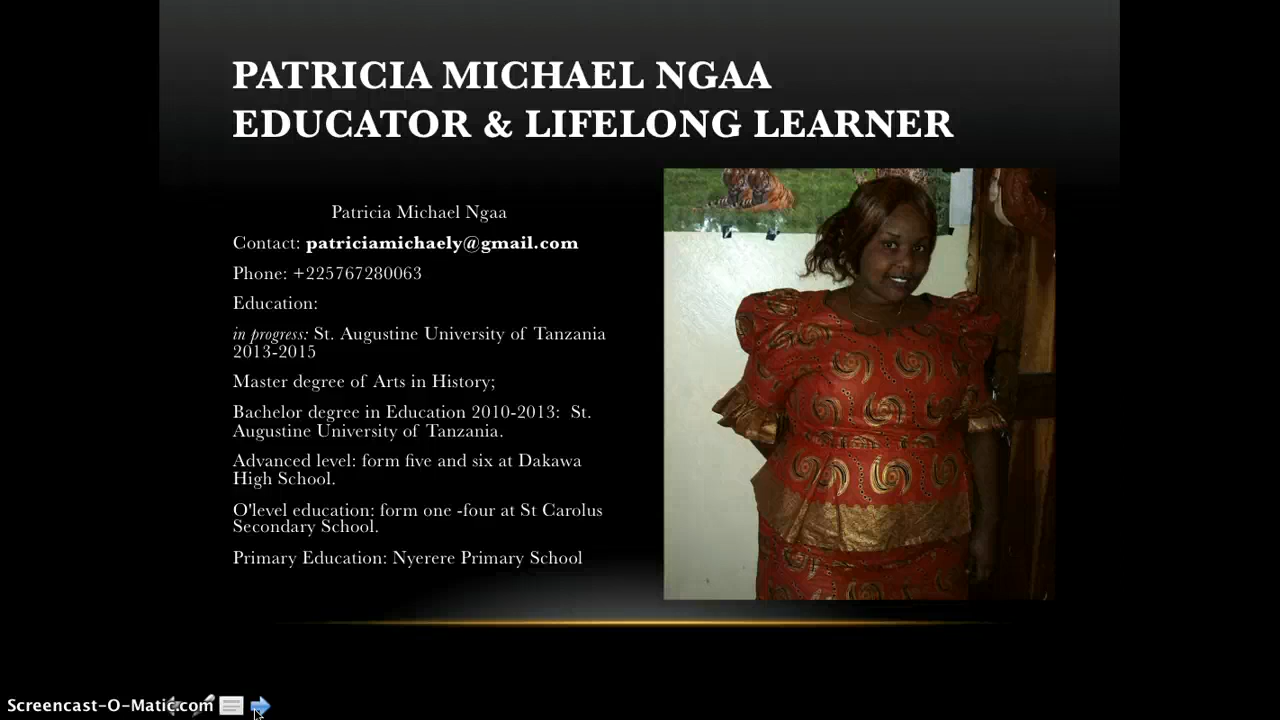 PATRICIA MICHAEL NGAA
EDUCATOR & LIFELONG LEARNER
Patricia Michael Ngaa
Contact: patriciamichaely@gmail.com
Phone: +225767280063
Education:
in progress: St. Augustine University of Tanzania
2013-2015
Master degree of Arts in History;
Bachelor degree in Education 2010-2013: St.
Augustine University of Tanzania.
Advanced level: form five and six at Dakawa
High School.
O'level education: form one -four at St Carolus
Secondary School.
Primary Education: Nyerere Primary School
Screencast-O-Matic.com